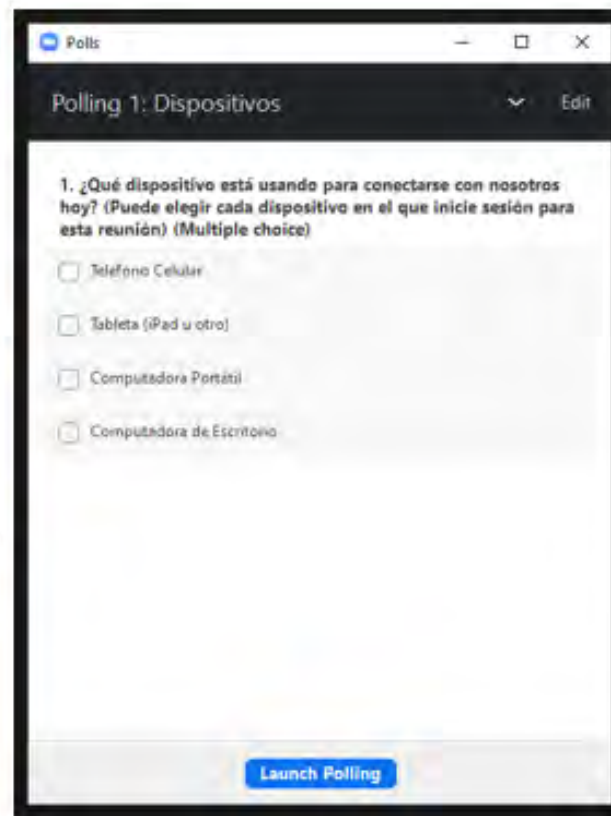 Polls
Polling 1: Dispositivos
Edit
1. ¿Qué dispositivo está usando para conectarse con nosotros
hoy? (Puede elegir cada dispositivo en el que inicie sesión para
esta reunión) (Multiple choice)
Teléfono Celular
Tableta (iPad u otro)
Computadora Portátil
Computadora de Escritorio
Launch Polling